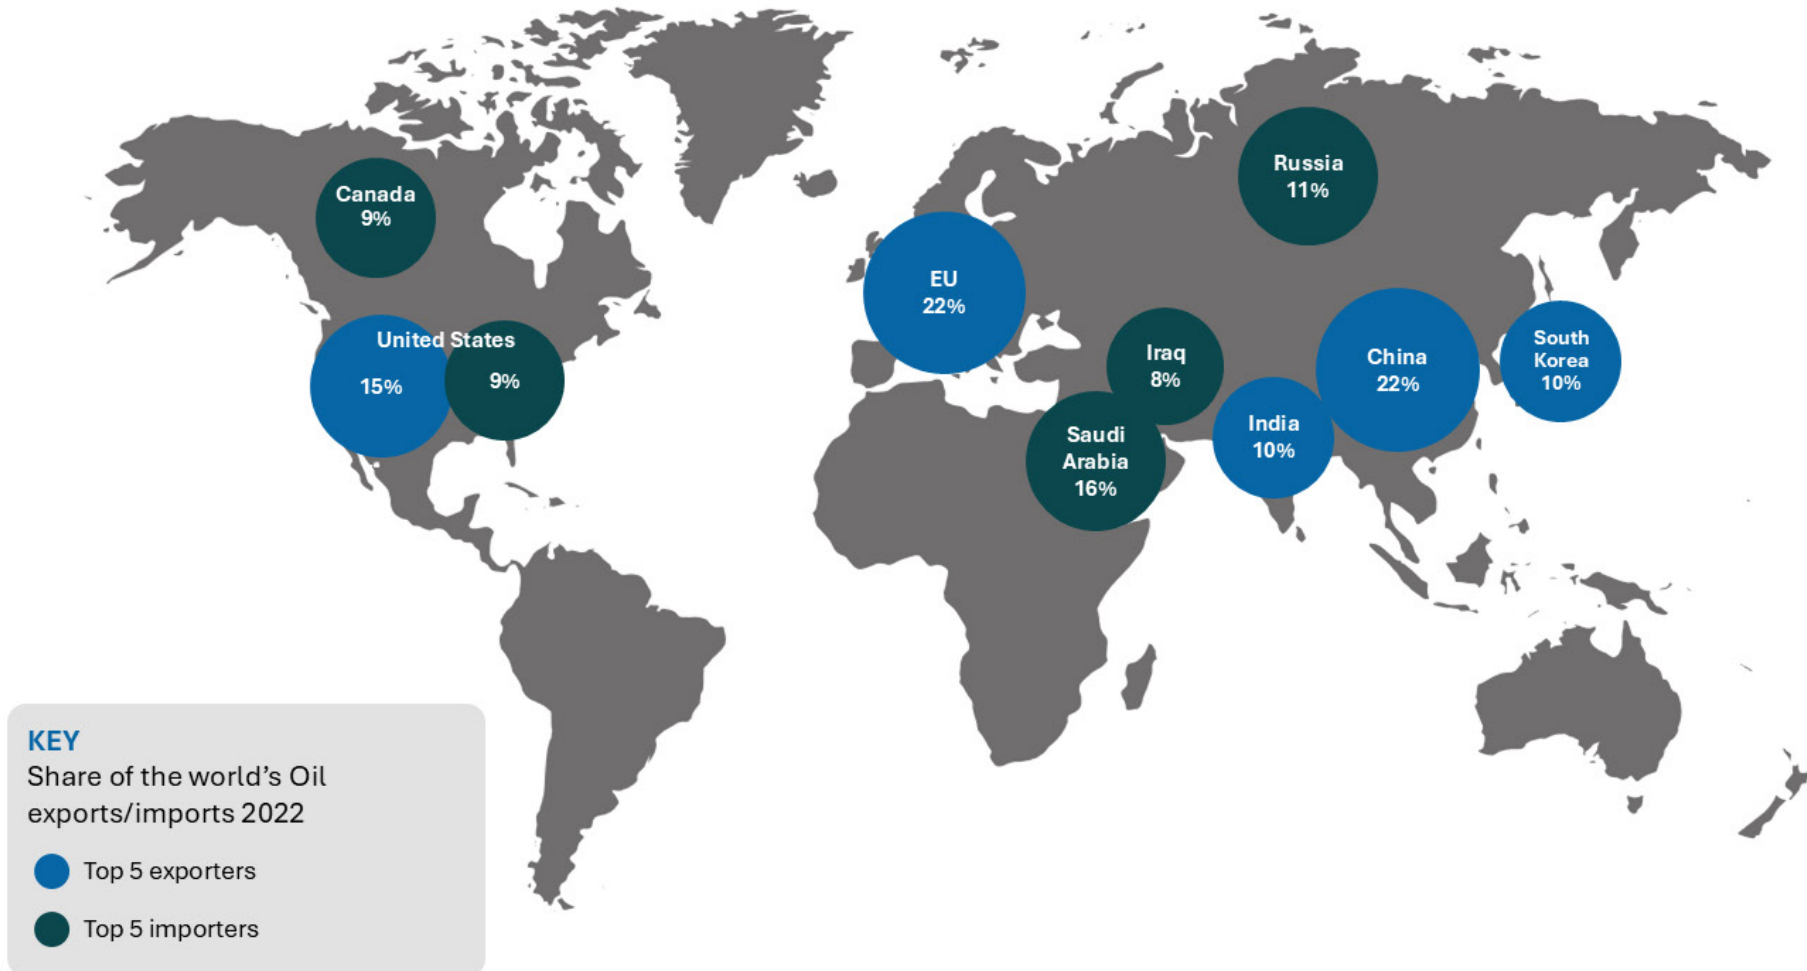 Canada
9%
United States
15%
9%
EU
22%
Russia
11%
Iraq
8%
Saudi
Arabia
16%
India
10%
China
22%
South
Korea
10%
KEY
Share of the world’s Oil
exports/imports 2022
Top 5 exporters
Top 5 importers